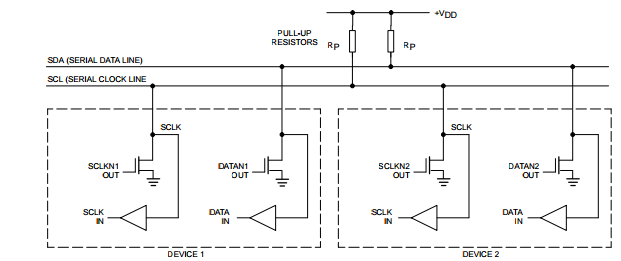 +VDD
PULL-UP
RESISTORS
RP
RP
SDA (SERIAL DATA LINE)
SCL (SERIAL CLOCK LINE
SCLK
SCLK
SCLKN1
OUT
DATAN1
OUT
SCLKN2
OUT
DATAN2
OUT
SCLK
IN
DATA
IN
SCLK
IN
DATA
IN
DEVICE 1
DEVICE 2